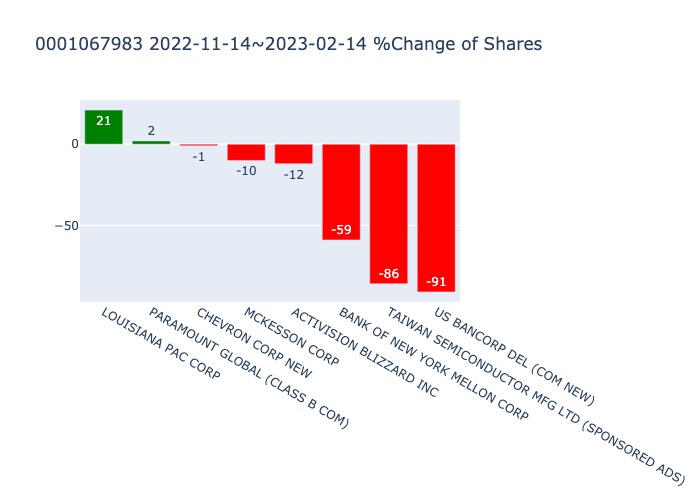 0001067983 2022-11-14~2023-02-14 %Change of Shares
21
2
0
-1
-10
-12
−50
-59
-86
-91
LOUISIANA PAC CORP
PARAMOUNT GLOBAL (CLASS B COM)
CHEVRON CORP NEW
MCKESSON CORP
ACTIVISION BLIZZARD INC
BANK OF NEW YORK MELLON CORP
TAIWAN SEMICONDUCTOR MFG LTD (SPONSORED ADS)
US BANCORP DEL (COM NEW)